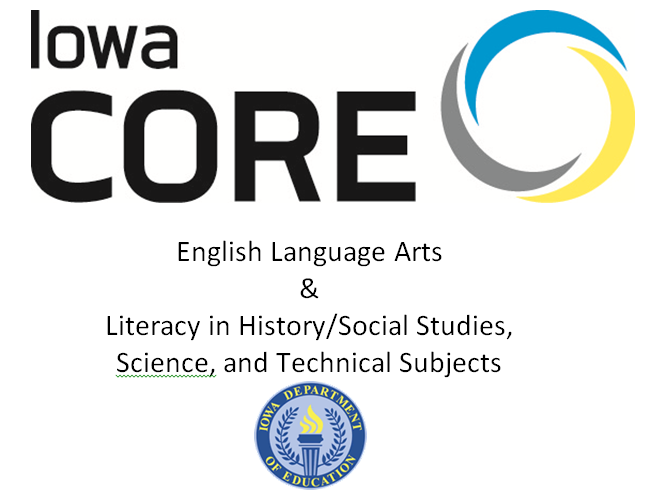 Iowa
CORE
English Language Arts
&
Literacy in History/Social Studies,
Science, and Technical Subjects
IOWA DEPARTMENT
OF EDUCATION